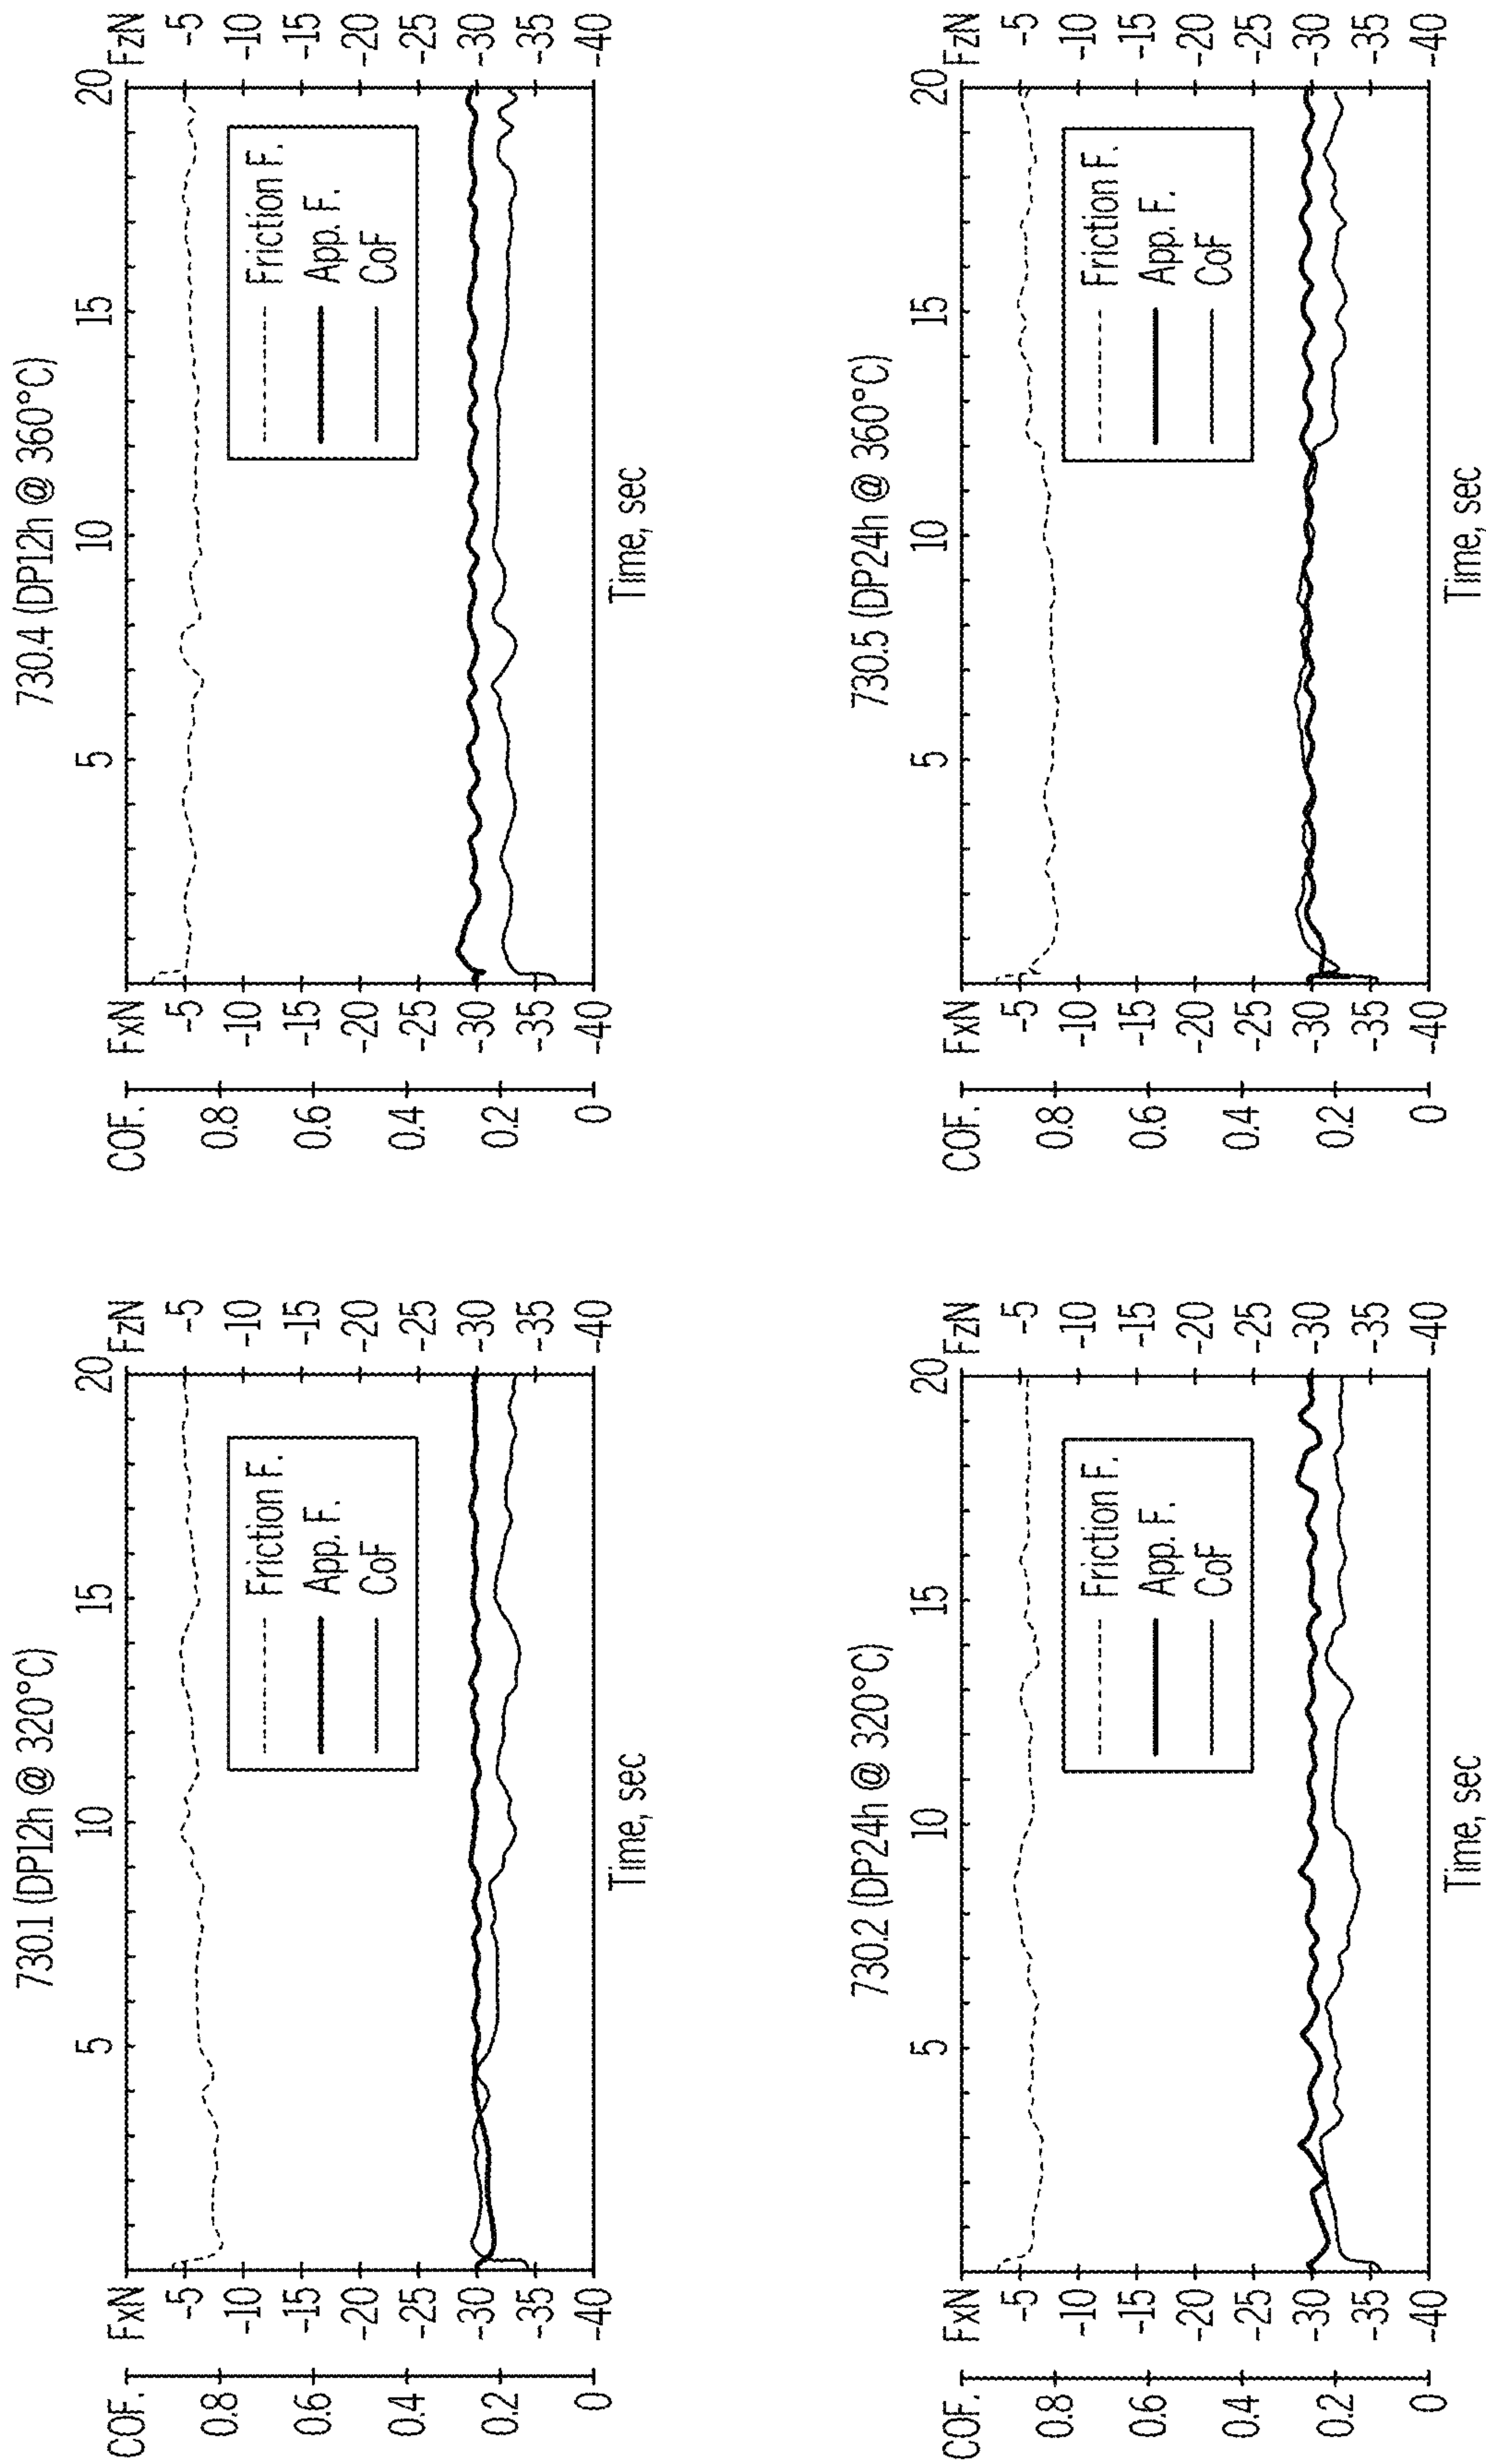 730.1 (DP12h @ 320°C)
COF. FxN 5 10 15 20 FzN
-5 Friction F. -5
0.8 -10 App. F. -10
0.6 -15 CoF -15
-20 -20
0.4 -25 -25
-30 -30
0.2 -35 -35
0 -40 -40
Time, sec
730.4 (DP12h @ 360°C)
COF. FxN 5 10 15 20 FzN
-5 Friction F. -5
0.8 -10 App. F. -10
0.6 -15 CoF -15
-20 -20
0.4 -25 -25
-30 -30
0.2 -35 -35
0 -40 -40
Time, sec
730.2 (DP24h @ 320°C)
COF. FxN 5 10 15 20 FzN
-5 Friction F. -5
0.8 -10 App. F. -10
0.6 -15 CoF -15
-20 -20
0.4 -25 -25
-30 -30
0.2 -35 -35
0 -40 -40
Time, sec
730.5 (DP24h @ 360°C)
COF. FxN 5 10 15 20 FzN
-5 Friction F. -5
0.8 -10 App. F. -10
0.6 -15 CoF -15
-20 -20
0.4 -25 -25
-30 -30
0.2 -35 -35
0 -40 -40
Time, sec